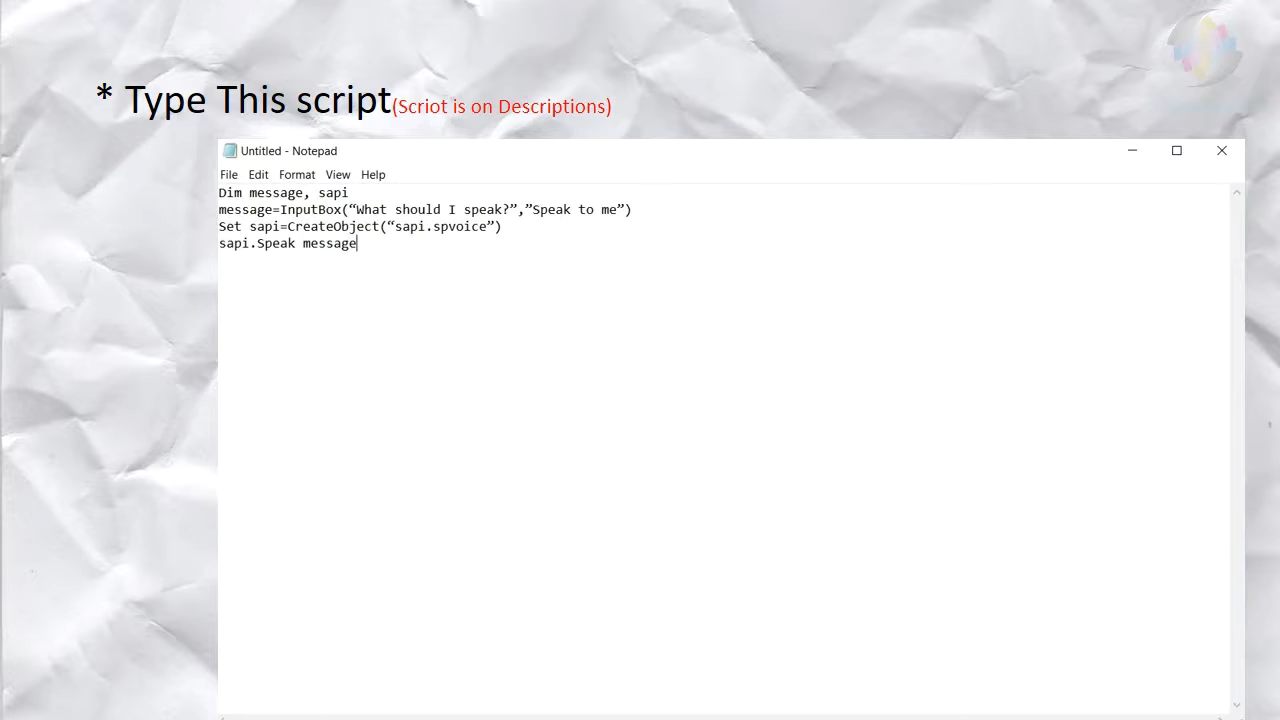 * Type This script(Scriot is on Descriptions)
Untitled - Notepad
File Edit Format View Help
Dim message, sapi
message=InputBox(“What should I speak?”,”Speak to me”)
Set sapi=CreateObject(“sapi.spvoice”)
sapi.Speak message